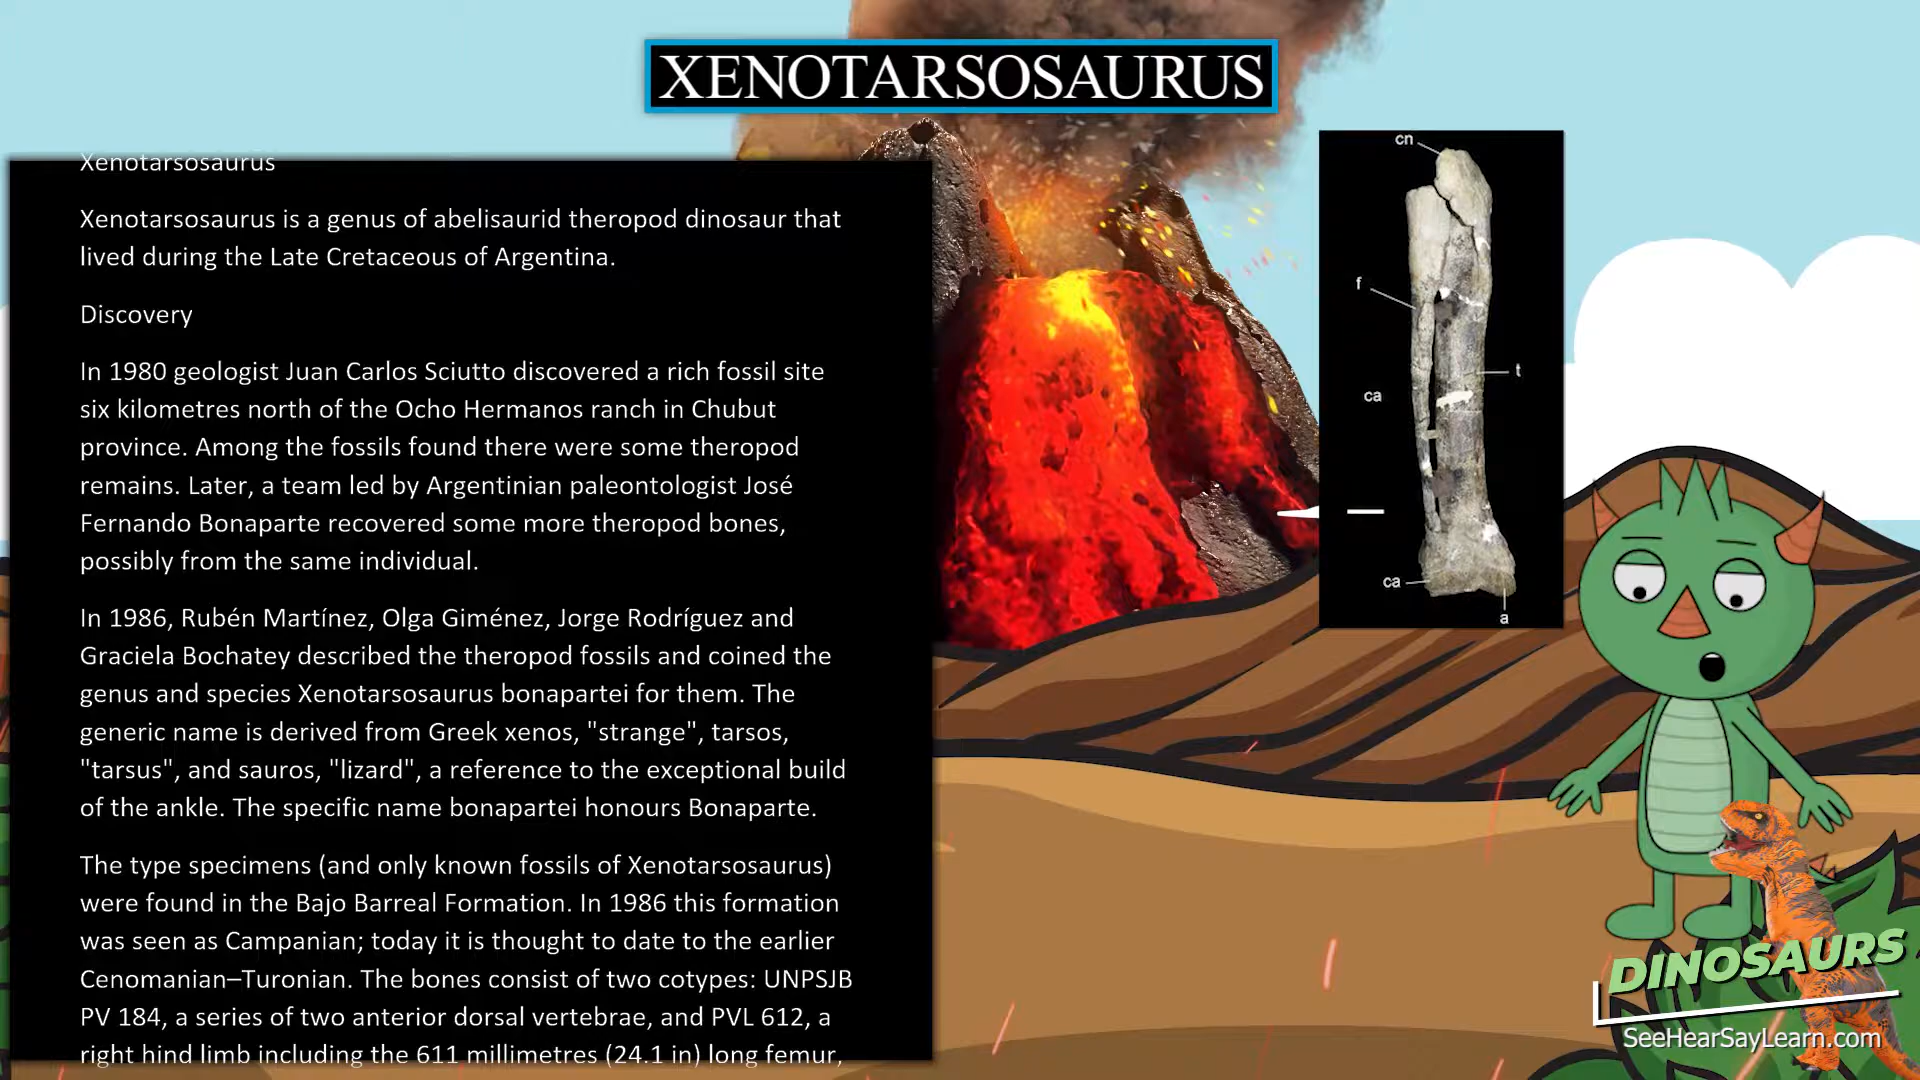 XENOTARSOSAURUS
Xenotarsosaurus
Xenotarsosaurus is a genus of abelisaurid theropod dinosaur that
lived during the Late Cretaceous of Argentina.
Discovery
In 1980 geologist Juan Carlos Sciutto discovered a rich fossil site
six kilometres north of the Ocho Hermanos ranch in Chubut
province. Among the fossils found there were some theropod
remains. Later, a team led by Argentinian paleontologist José
Fernando Bonaparte recovered some more theropod bones,
possibly from the same individual.
In 1986, Rubén Martínez, Olga Giménez, Jorge Rodríguez and
Graciela Bochatey described the theropod fossils and coined the
genus and species Xenotarsosaurus bonapartei for them. The
generic name is derived from Greek xenos, "strange", tarsos,
"tarsus", and sauros, "lizard", a reference to the exceptional build
of the ankle. The specific name bonapartei honours Bonaparte.
The type specimens (and only known fossils of Xenotarsosaurus)
were found in the Bajo Barreal Formation. In 1986 this formation
was seen as Campanian; today it is thought to date to the earlier
Cenomanian–Turonian. The bones consist of two cotypes: UNPSJB
PV 184, a series of two anterior dorsal vertebrae, and PVL 612, a
right hind limb including the 611 millimetres (24.1 in) long femur,
cn
f
t
ca
ca
a
DINOSAURS
SeeHearSayLearn.com